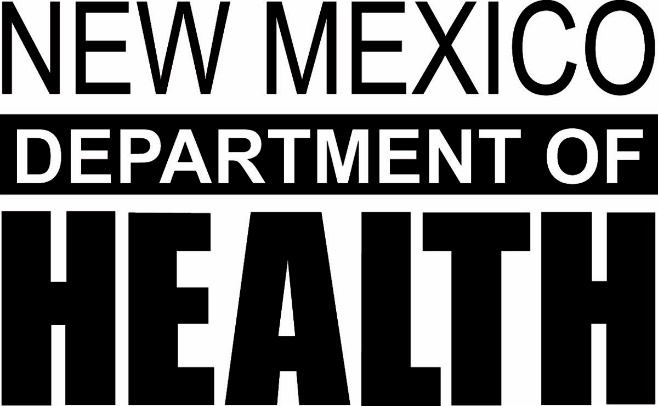 NEW MEXICO
DEPARTMENT OF
HEALTH